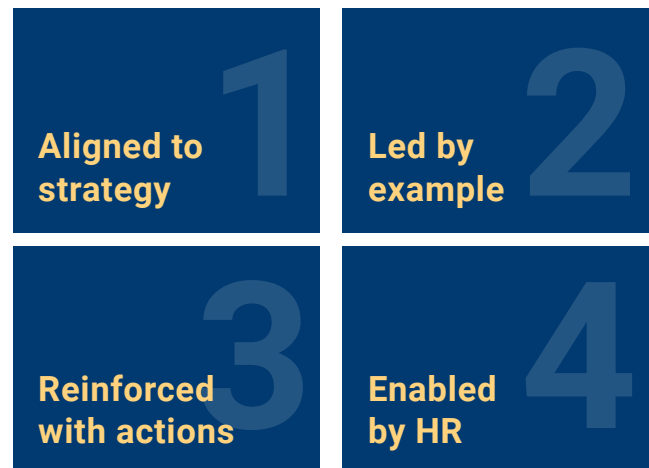 1
Aligned to
strategy
2
Led by
example
3
Reinforced
with actions
4
Enabled
by HR